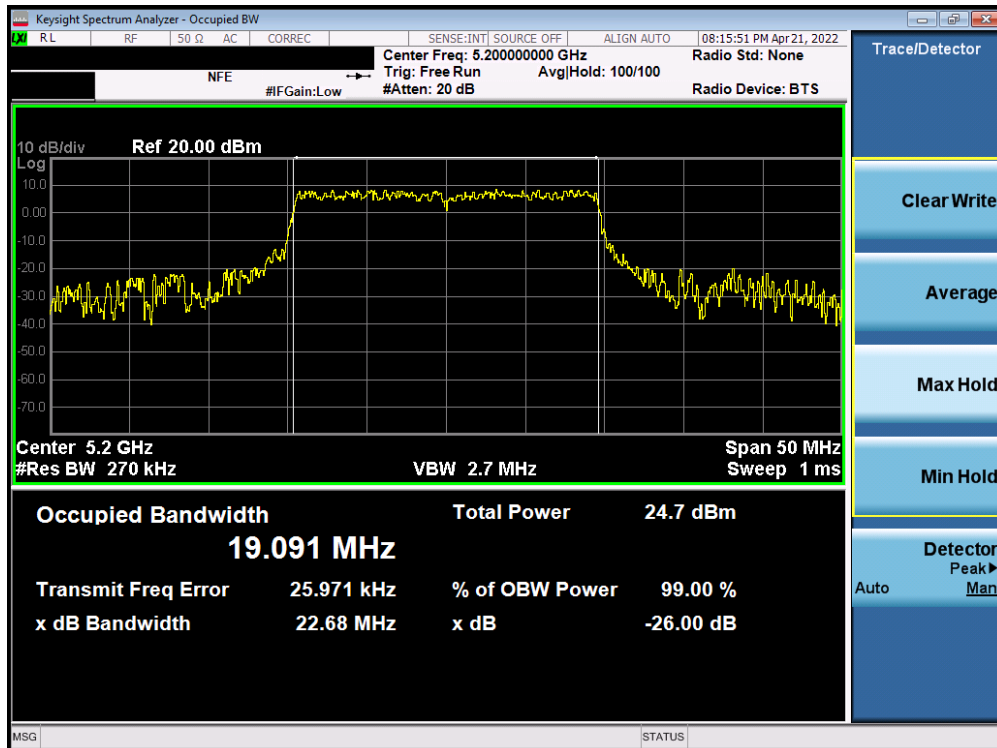 Keysight Spectrum Analyzer - Occupied BW
LXI RL RF 50 Ω AC CORREC SENSE:INT SOURCE OFF ALIGN AUTO 08:15:51 PM Apr 21, 2022
NFE
#IFGain:Low
Center Freq: 5.200000000 GHz
Trig: Free Run Avg|Hold: 100/100
#Atten: 20 dB
Radio Std: None
Radio Device: BTS
10 dB/div Ref 20.00 dBm
Log
10.0
0.00
-10.0
-20.0
-30.0
-40.0
-50.0
-60.0
-70.0
Center 5.2 GHz Span 50 MHz
#Res BW 270 kHz VBW 2.7 MHz Sweep 1 ms
Occupied Bandwidth Total Power 24.7 dBm
19.091 MHz
Transmit Freq Error 25.971 kHz % of OBW Power 99.00 %
x dB Bandwidth 22.68 MHz x dB -26.00 dB
Trace/Detector
Clear Write
Average
Max Hold
Min Hold
Detector
Peak▶
Auto Man
MSG STATUS